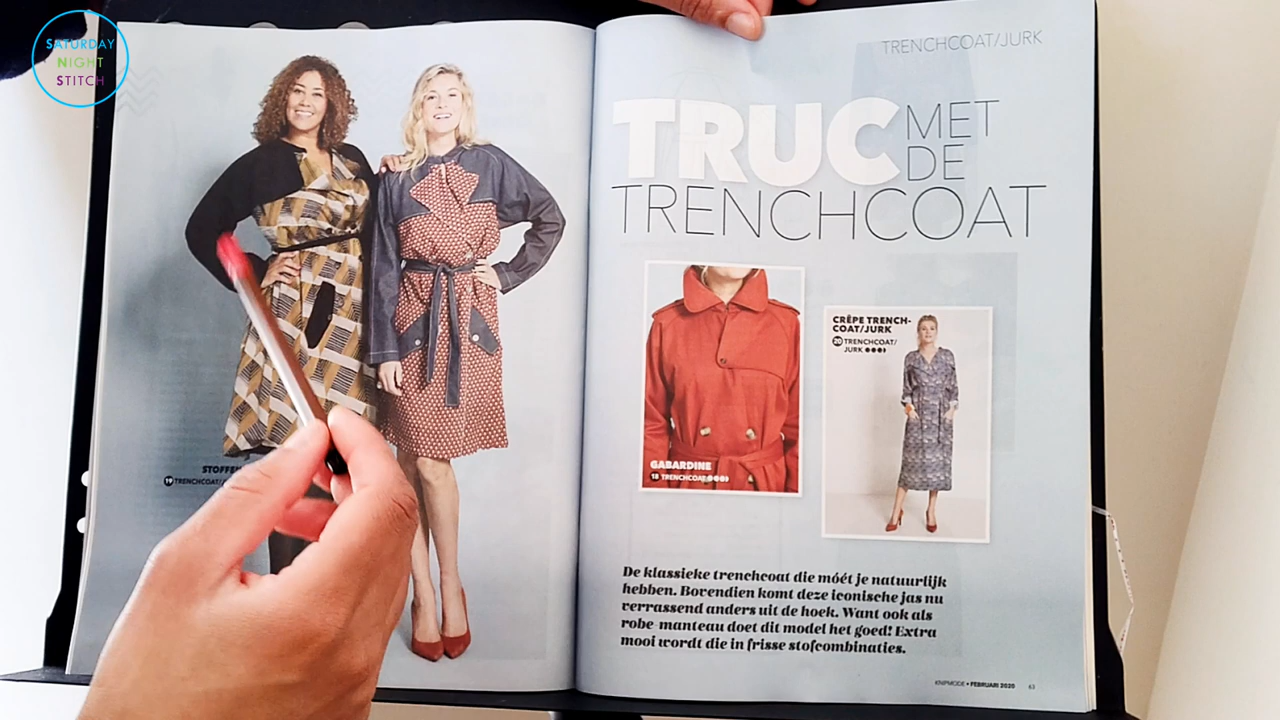 SATURDAY
NIGHT
STITCH
STOFFEN
19 TRENCHCOAT/
TRENCHCOAT/JURK
TRUC MET
DE
TRENCHCOAT
GABARDINE
18 TRENCHCOAT
CRÊPE TRENCH-
COAT/JURK
20 TRENCHCOAT/
JURK
De klassieke trenchcoat die móét je natuurlijk
hebben. Bovendien komt deze iconische jas nu
verrassend anders uit de hoek. Want ook als
robe-manteau doet dit model het goed! Extra
mooi wordt die in frisse stofcombinaties.
KNIPMODE • FEBRUARI 2020 63